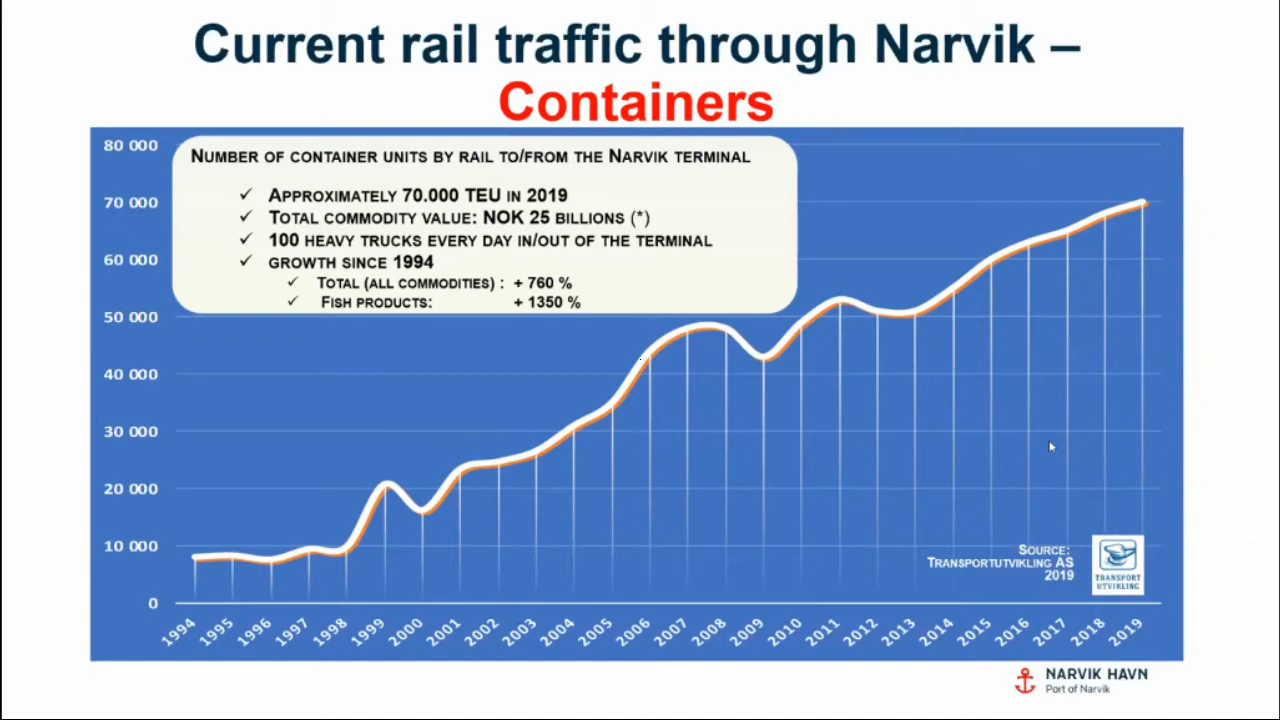 Current rail traffic through Narvik –
Containers
NUMBER OF CONTAINER UNITS BY RAIL TO/FROM THE NARVIK TERMINAL
✓ APPROXIMATELY 70.000 TEU IN 2019
✓ TOTAL COMMODITY VALUE: NOK 25 BILLIONS (*)
✓ 100 HEAVY TRUCKS EVERY DAY IN/OUT OF THE TERMINAL
✓ GROWTH SINCE 1994
✓ TOTAL (ALL COMMODITIES) : + 760 %
✓ FISH PRODUCTS: + 1350 %
80 000
70 000
60 000
50 000
40 000
30 000
20 000
10 000
0
SOURCE:
TRANSPORTUTVIKLING AS
2019
TRANSPORT
UTVIKLING
1994 1995 1996 1997 1998 1999 2000 2001 2002 2003 2004 2005 2006 2007 2008 2009 2010 2011 2012 2013 2014 2015 2016 2017 2018 2019
NARVIK HAVN
Port of Narvik